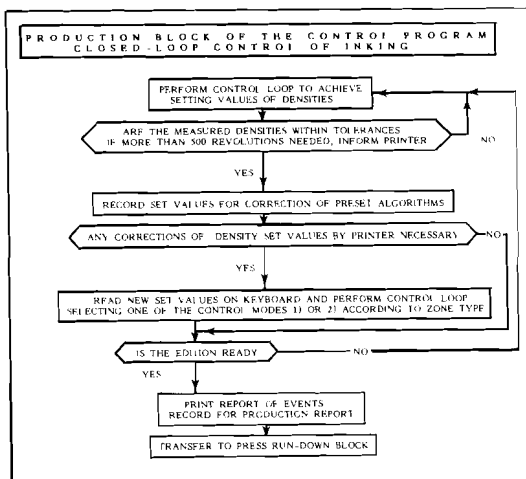 PRODUCTION BLOCK OF THE CONTROL PROGRAM
CLOSED-LOOP CONTROL OF INKING
PERFORM CONTROL LOOP TO ACHIEVE
SETTING VALUES OF DENSITIES
ARE THE MEASURED DENSITIES WITHIN TOLERANCES
IF MORE THAN 500 REVOLUTIONS NEEDED, INFORM PRINTER
NO
YES
RECORD SET VALUES FOR CORRECTION OF PRESET ALGORITHMS
ANY CORRECTIONS OF DENSITY SET VALUES BY PRINTER NECESSARY
NO
YES
READ NEW SET VALUES ON KEYBOARD AND PERFORM CONTROL LOOP
SELECTING ONE OF THE CONTROL MODES 1) OR 2) ACCORDING TO ZONE TYPE
IS THE EDITION READY
NO
YES
PRINT REPORT OF EVENTS
RECORD FOR PRODUCTION REPORT
TRANSFER TO PRESS RUN-DOWN BLOCK